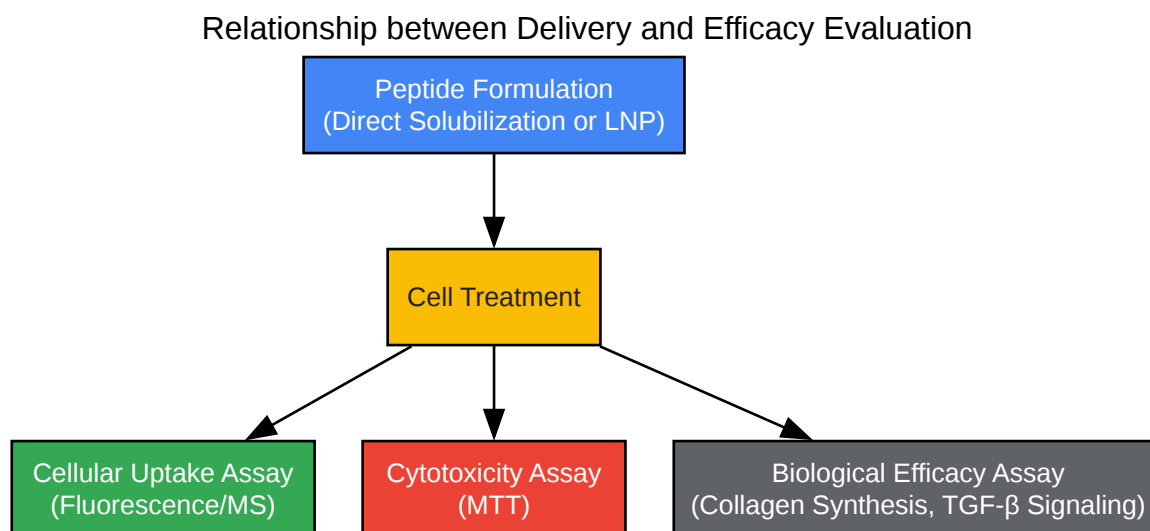 Relationship between Delivery and Efficacy Evaluation
Peptide Formulation
(Direct Solubilization or LNP)
Cell Treatment
Cellular Uptake Assay
(Fluorescence/MS)
Cytotoxicity Assay
(MTT)
Biological Efficacy Assay
(Collagen Synthesis, TGF-β Signaling)